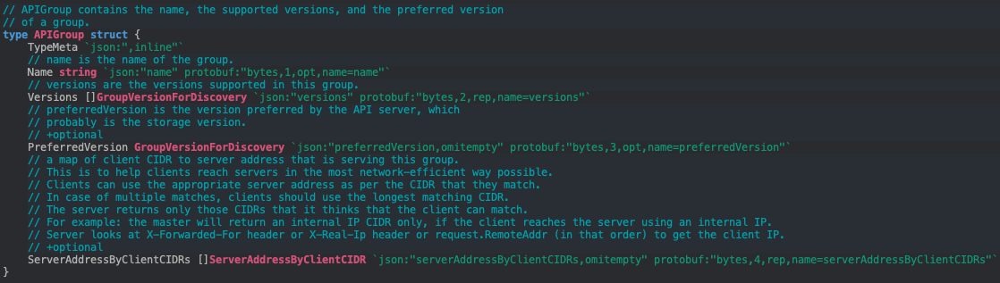 // APIGroup contains the name, the supported versions, and the preferred version
// of a group.
type APIGroup struct {
    TypeMeta `json:",inline"`
    // name is the name of the group.
    Name string `json:"name" protobuf:"bytes,1,opt,name=name"`
    // versions are the versions supported in this group.
    Versions []GroupVersionForDiscovery `json:"versions" protobuf:"bytes,2,rep,name=versions"`
    // preferredVersion is the version preferred by the API server, which
    // probably is the storage version.
    // +optional
    PreferredVersion GroupVersionForDiscovery `json:"preferredVersion,omitempty" protobuf:"bytes,3,opt,name=preferredVersion"`
    // a map of client CIDR to server address that is serving this group.
    // This is to help clients reach servers in the most network-efficient way possible.
    // Clients can use the appropriate server address as per the CIDR that they match.
    // In case of multiple matches, clients should use the longest matching CIDR.
    // The server returns only those CIDRs that it thinks that the client can match.
    // For example: the master will return an internal IP CIDR only, if the client reaches the server using an internal IP.
    // Server looks at X-Forwarded-For header or X-Real-Ip header or request.RemoteAddr (in that order) to get the client IP.
    // +optional
    ServerAddressByClientCIDRs []ServerAddressByClientCIDR `json:"serverAddressByClientCIDRs,omitempty" protobuf:"bytes,4,rep,name=serverAddressByClientCIDRs"`
}